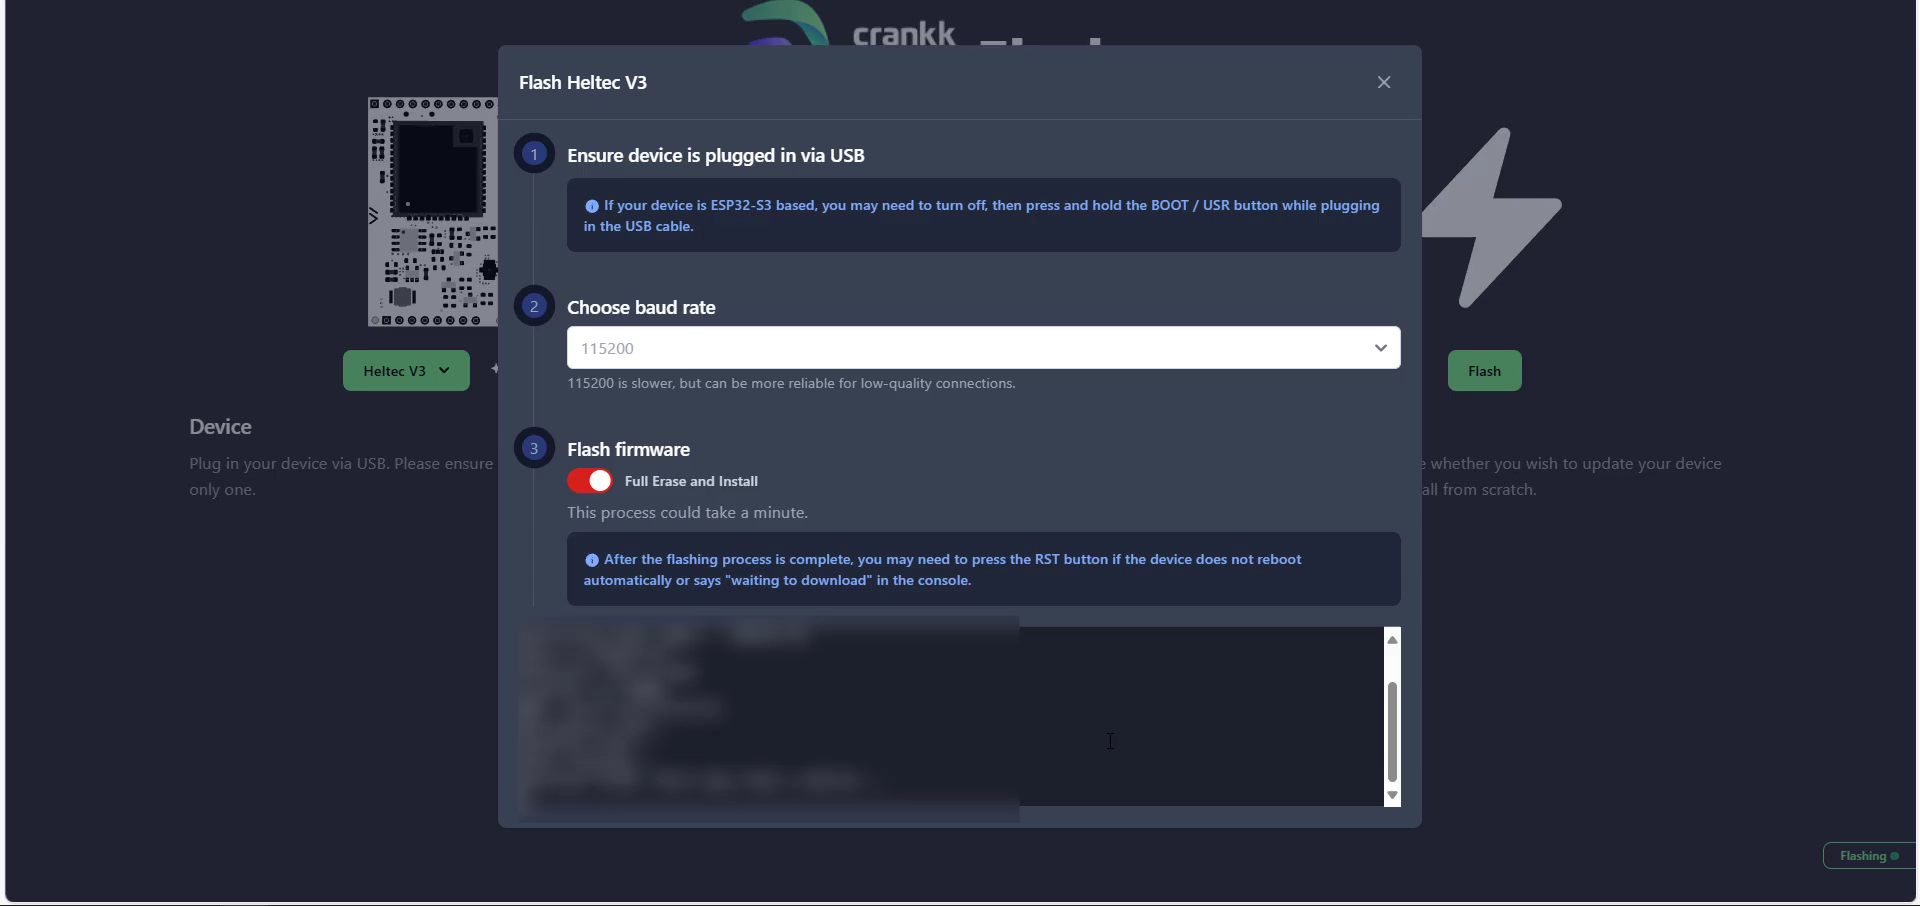 crankk
Flash Heltec V3
1
Ensure device is plugged in via USB
If your device is ESP32-S3 based, you may need to turn off, then press and hold the BOOT / USR button while plugging
in the USB cable.
2
Choose baud rate
115200
115200 is slower, but can be more reliable for low-quality connections.
3
Flash firmware
Full Erase and Install
This process could take a minute.
After the flashing process is complete, you may need to press the RST button if the device does not reboot
automatically or says "waiting to download" in the console.
Heltec V3
Device
Plug in your device via USB. Please ensure
only one.
Flash
whether you wish to update your device
all from scratch.
Flashing